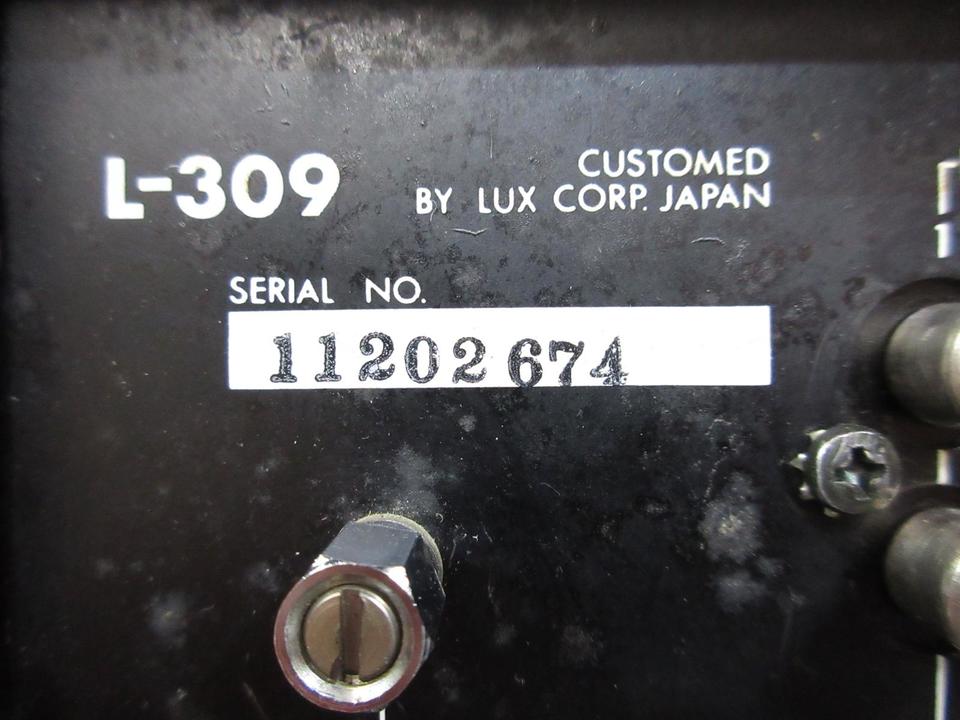 L-309
CUSTOMED
BY LUX CORP. JAPAN
SERIAL NO.
11202674